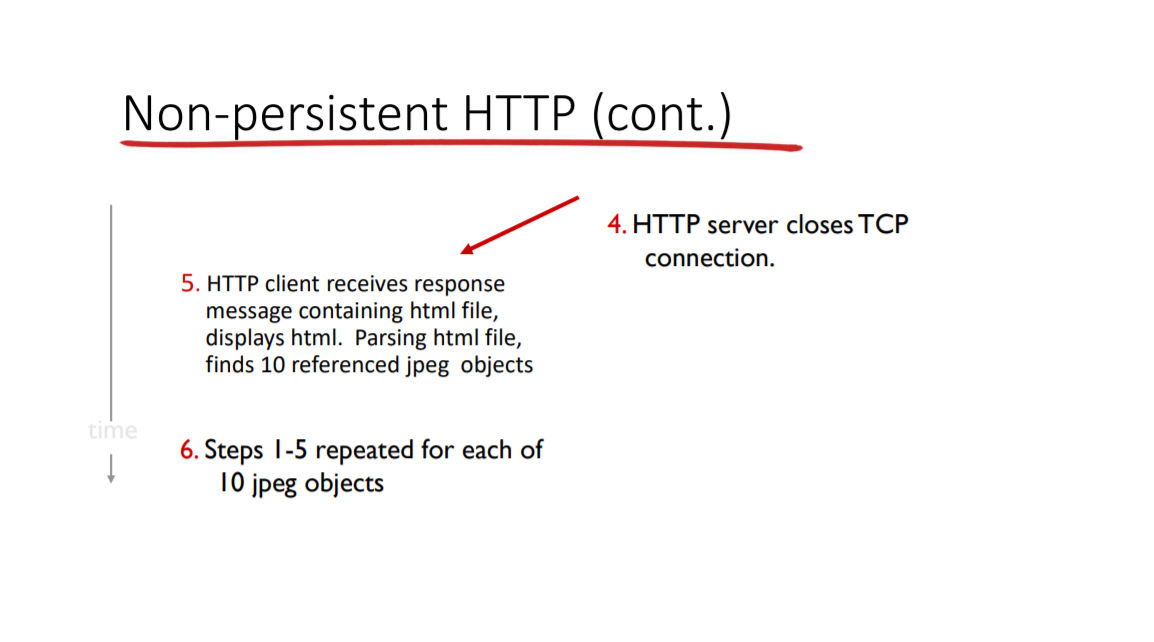 Non-persistent HTTP (cont.)
4. HTTP server closes TCP
connection.
5. HTTP client receives response
message containing html file,
displays html. Parsing html file,
finds 10 referenced jpeg objects
time
6. Steps 1-5 repeated for each of
10 jpeg objects